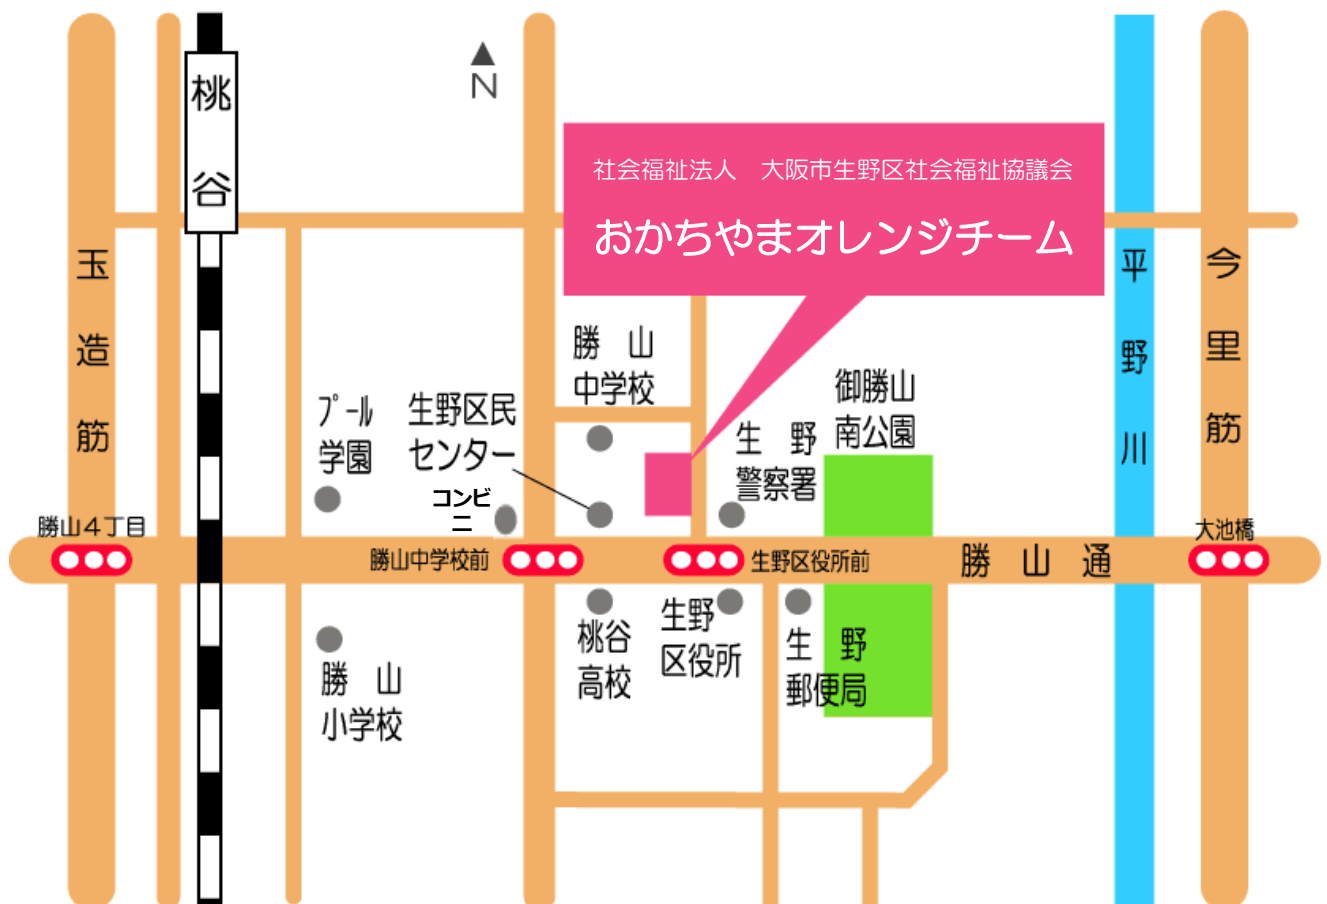 桃谷
N
社会福祉法人　大阪市生野区社会福祉協議会
おかちやまオレンジチーム
玉造筋
平野川
今里筋
勝　山
中学校
御勝山
南公園
プール
学園
生野区民
センター
生　野
警察署
コンビ
ニ
勝山4丁目
勝山中学校前
生野区役所前
勝　山　通
大池橋
桃谷
高校
生野
区役所
生　野
郵便局
勝　山
小学校